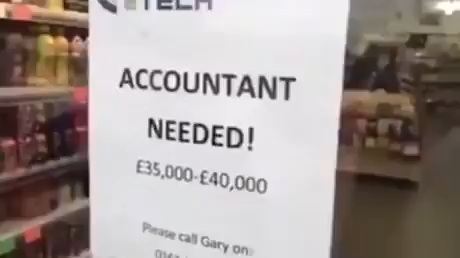 TECH
ACCOUNTANT
NEEDED!
£35,000-£40,000
Please call Gary on: